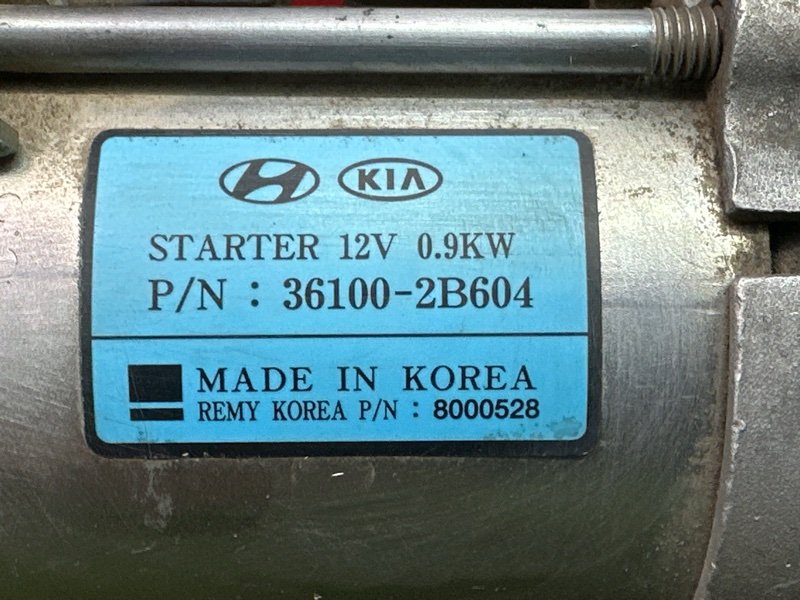 KIA
STARTER 12V 0.9KW
P/N : 36100-2B604
MADE IN KOREA
REMY KOREA P/N : 8000528